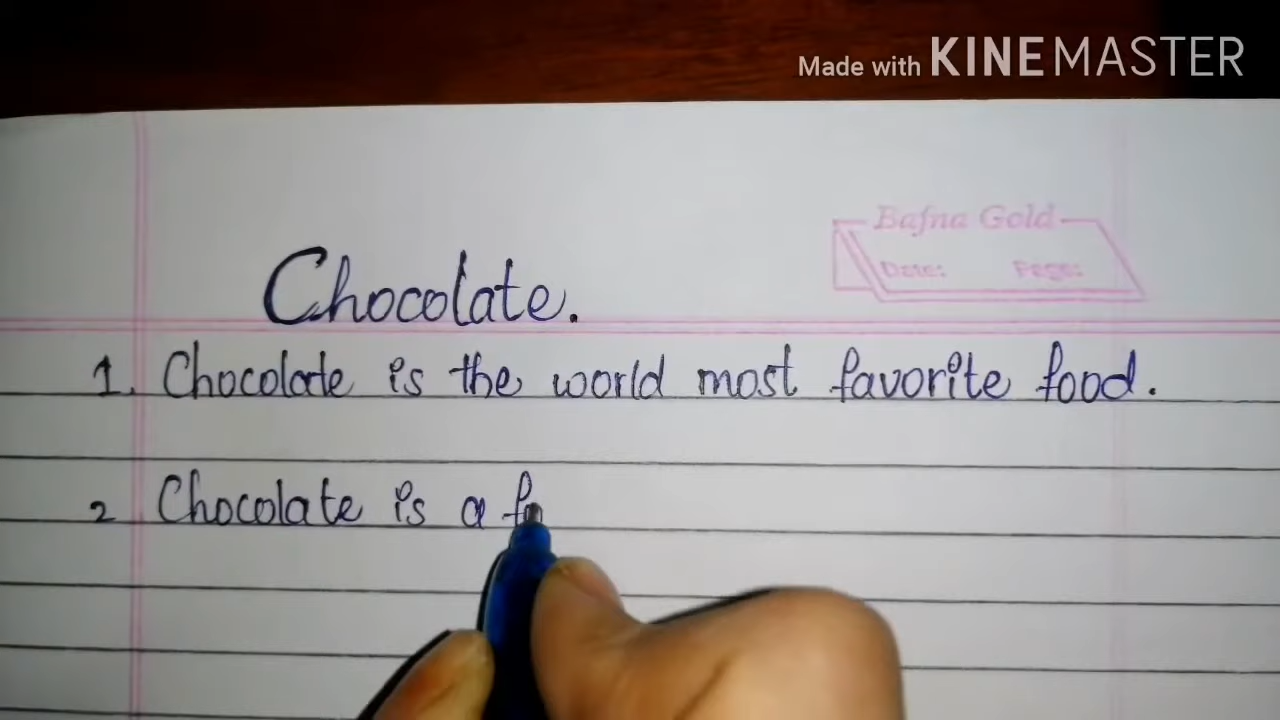 Made with KINEMASTER
Bafna Gold
Date: Page:
Chocolate.
1. Chocolate is the world most favorite food.
2 Chocolate is a